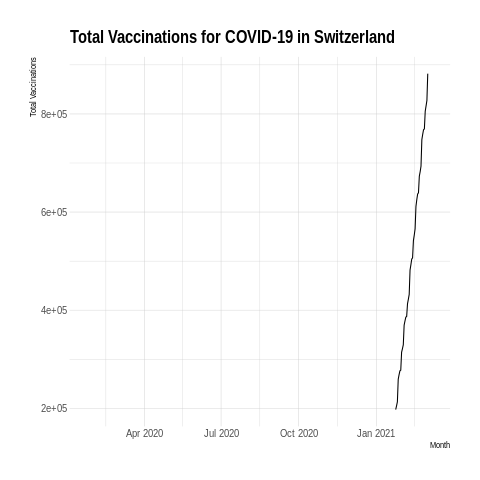 Total Vaccinations for COVID-19 in Switzerland
Total Vaccinations
8e+05
6e+05
4e+05
2e+05
Apr 2020
Jul 2020
Oct 2020
Jan 2021
Month